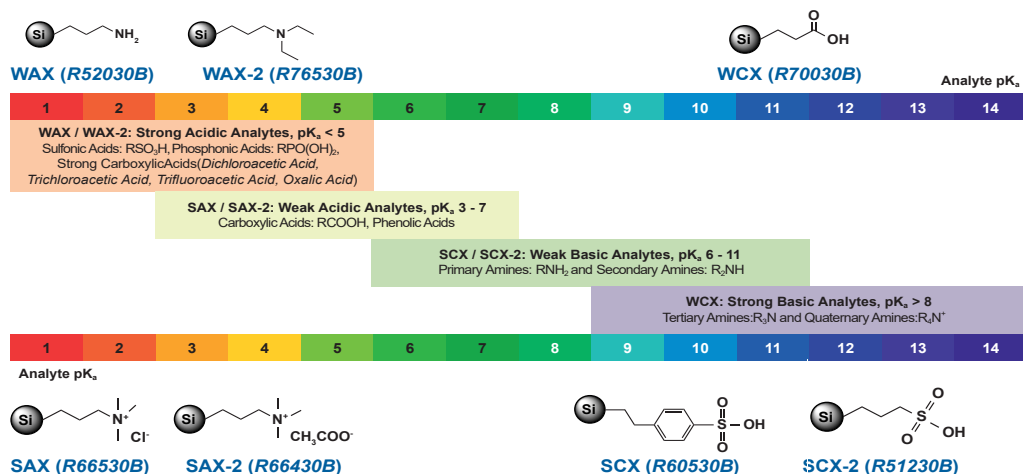 Si
NH₂
WAX (R52030B)
Si
N
WAX-2 (R76530B)
Si
O
OH
WCX (R70030B)
Analyte pKₐ
1 2 3 4 5 6 7 8 9 10 11 12 13 14
WAX / WAX-2: Strong Acidic Analytes, pKₐ < 5
Sulfonic Acids: RSO₃H, Phosphonic Acids: RPO(OH)₂,
Strong CarboxylicAcids(Dichloroacetic Acid,
Trichloroacetic Acid, Trifluoroacetic Acid, Oxalic Acid)
SAX / SAX-2: Weak Acidic Analytes, pKₐ 3 - 7
Carboxylic Acids: RCOOH, Phenolic Acids
SCX / SCX-2: Weak Basic Analytes, pKₐ 6 - 11
Primary Amines: RNH₂ and Secondary Amines: R₂NH
WCX: Strong Basic Analytes, pKₐ > 8
Tertiary Amines:R₃N and Quaternary Amines:R₄N⁺
1 2 3 4 5 6 7 8 9 10 11 12 13 14
Analyte pKₐ
Si
N⁺
Cl⁻
SAX (R66530B)
Si
N⁺
CH₃COO⁻
SAX-2 (R66430B)
Si
O
S
OH
O
SCX (R60530B)
Si
O
S
O
OH
SCX-2 (R51230B)